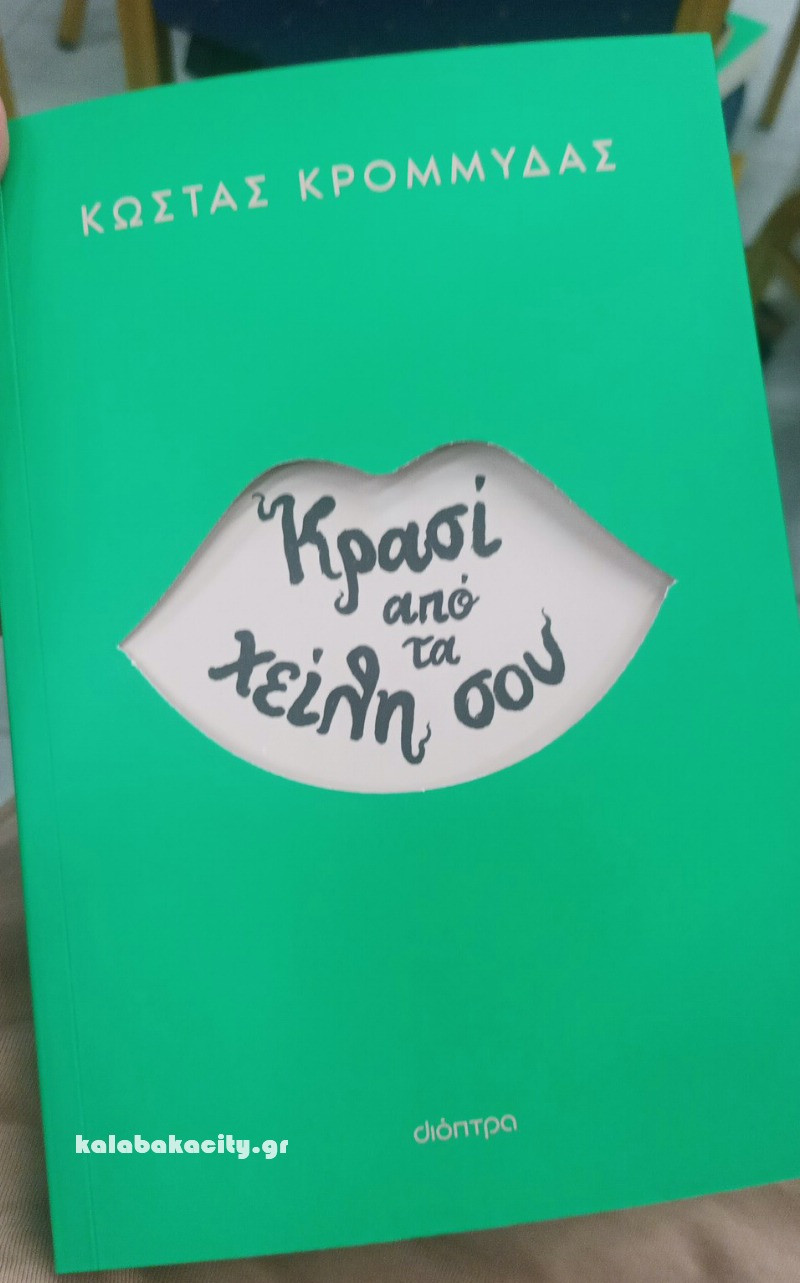 ΚΩΣΤΑΣ ΚΡΟΜΜΥΔΑΣ
Κρασί
από
τα
χείλη σου
διόπτρα
kalabakacity.gr